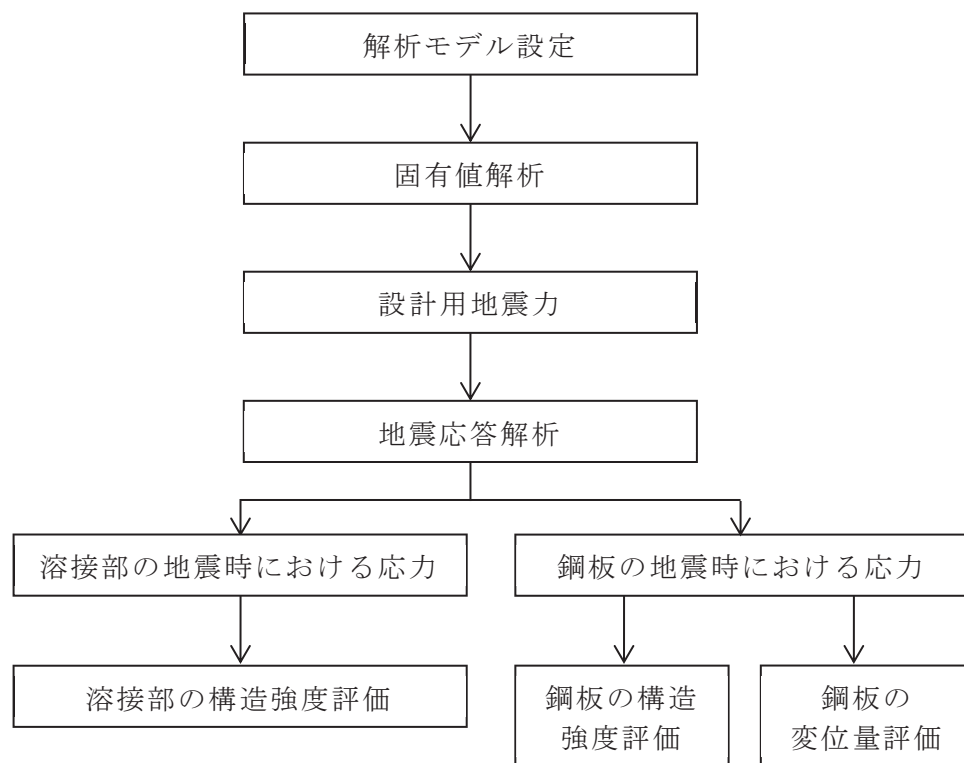 解析モデル設定
固有値解析
設計用地震力
地震応答解析
溶接部の地震時における応力
鋼板の地震時における応力
溶接部の構造強度評価
鋼板の構造
強度評価
鋼板の
変位量評価